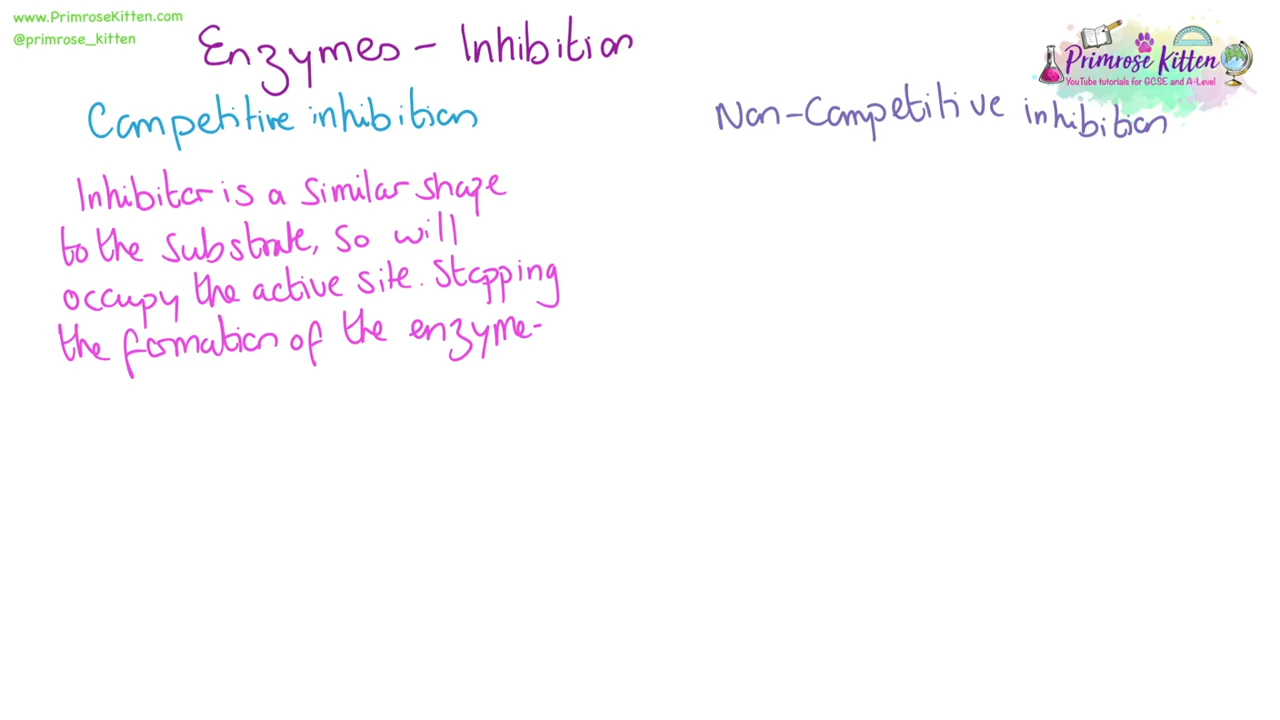 www.PrimroseKitten.com
@primrose_kitten
Enzymes - Inhibition
Primrose Kitten
YouTube tutorials for GCSE and A-Level
Competitive inhibition
Non-Competitive inhibition
Inhibitor is a similar shape
to the substrate, so will
occupy the active site. Stopping
the formation of the enzyme-